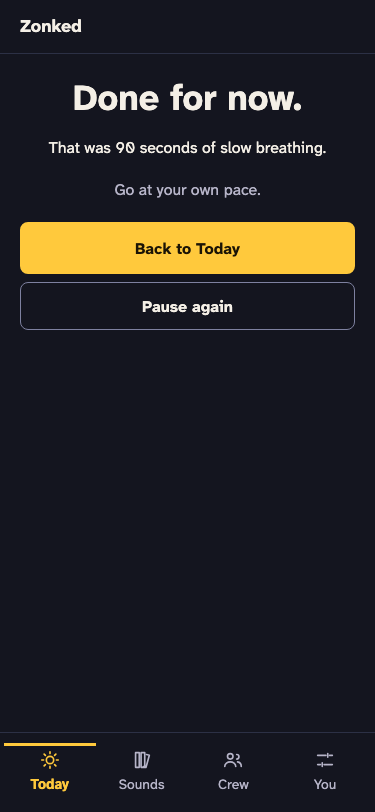 Zonked
Done for now.
That was 90 seconds of slow breathing.
Go at your own pace.
Back to Today
Pause again
Today
Sounds
Crew
You